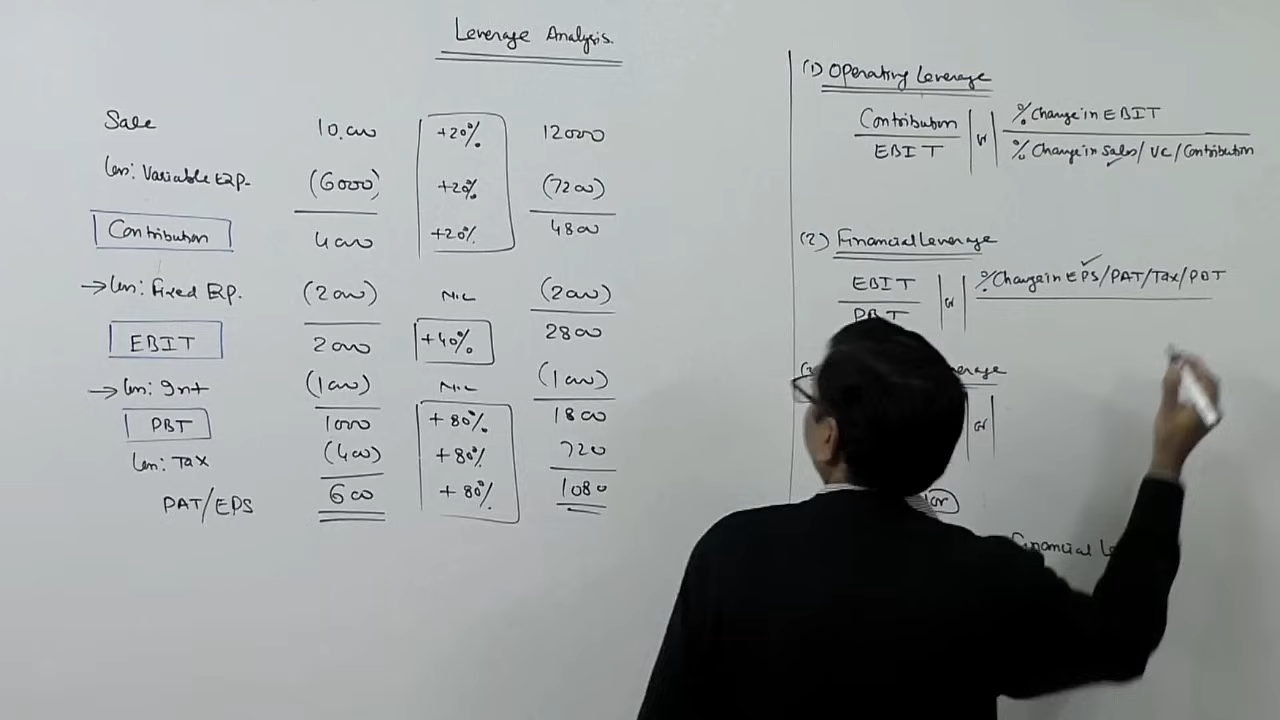 Leverage Analysis.
Sale 10,000 +20% 12000
Less: Variable Exp. (6000) +20% (7200)
Contribution 4000 +20% 4800
→ Less: Fixed Exp. (2000) NIL (2000)
EBIT 2000 +40% 2800
→ Less: Int (1000) NIL (1000)
PBT 1000 +80% 1800
Less: Tax (400) +80% 720
PAT/EPS 600 +80% 1080
(1) Operating Leverage
Contribution
EBIT
or
% Change in EBIT
% Change in Sales/ VC / Contribution
(2) Financial Leverage
EBIT
PBT
or
% Change in EPS/PAT/Tax/PBT
or
or
Financial